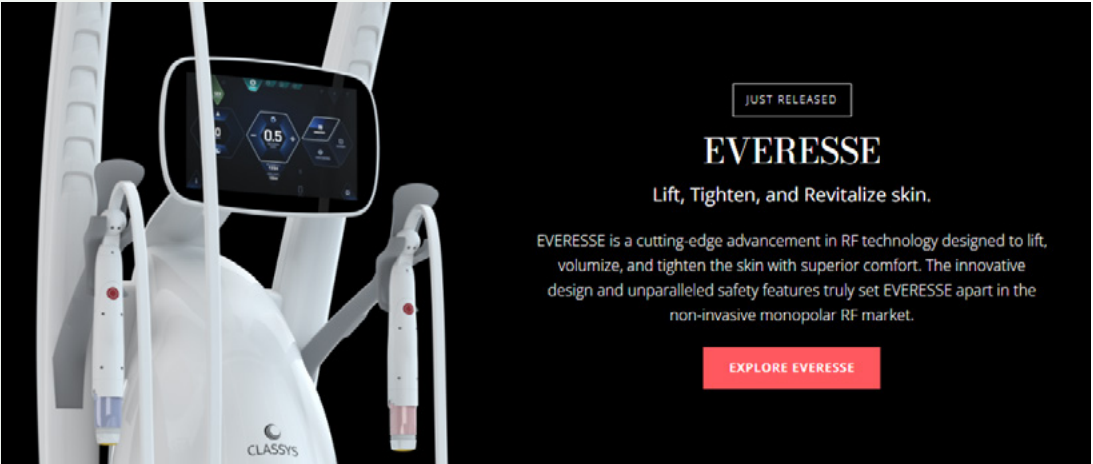 JUST RELEASED
EVERESSE
Lift, Tighten, and Revitalize skin.
EVERESSE is a cutting-edge advancement in RF technology designed to lift,
volumize, and tighten the skin with superior comfort. The innovative
design and unparalleled safety features truly set EVERESSE apart in the
non-invasive monopolar RF market.
EXPLORE EVERESSE
0.5
CLASSYS